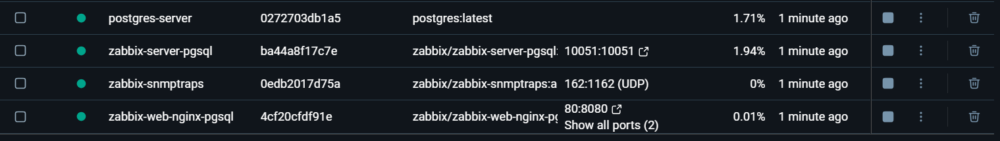 postgres-server 0272703db1a5 postgres:latest 1.71% 1 minute ago
zabbix-server-pgsql ba44a8f17c7e zabbix/zabbix-server-pgsql: 10051:10051 1.94% 1 minute ago
zabbix-snmptraps 0edb2017d75a zabbix/zabbix-snmptraps:a 162:1162 (UDP) 0% 1 minute ago
80:8080
zabbix-web-nginx-pgsql 4cf20cfdf91e zabbix/zabbix-web-nginx-pg 0.01% 1 minute ago
Show all ports (2)